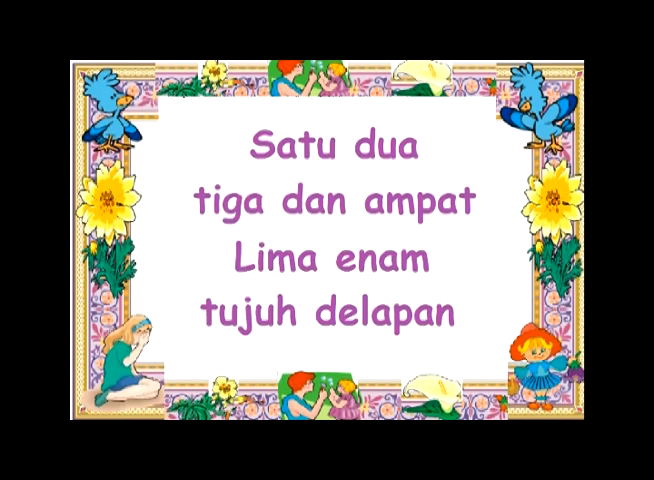 Satu dua
tiga dan ampat
Lima enam
tujuh delapan